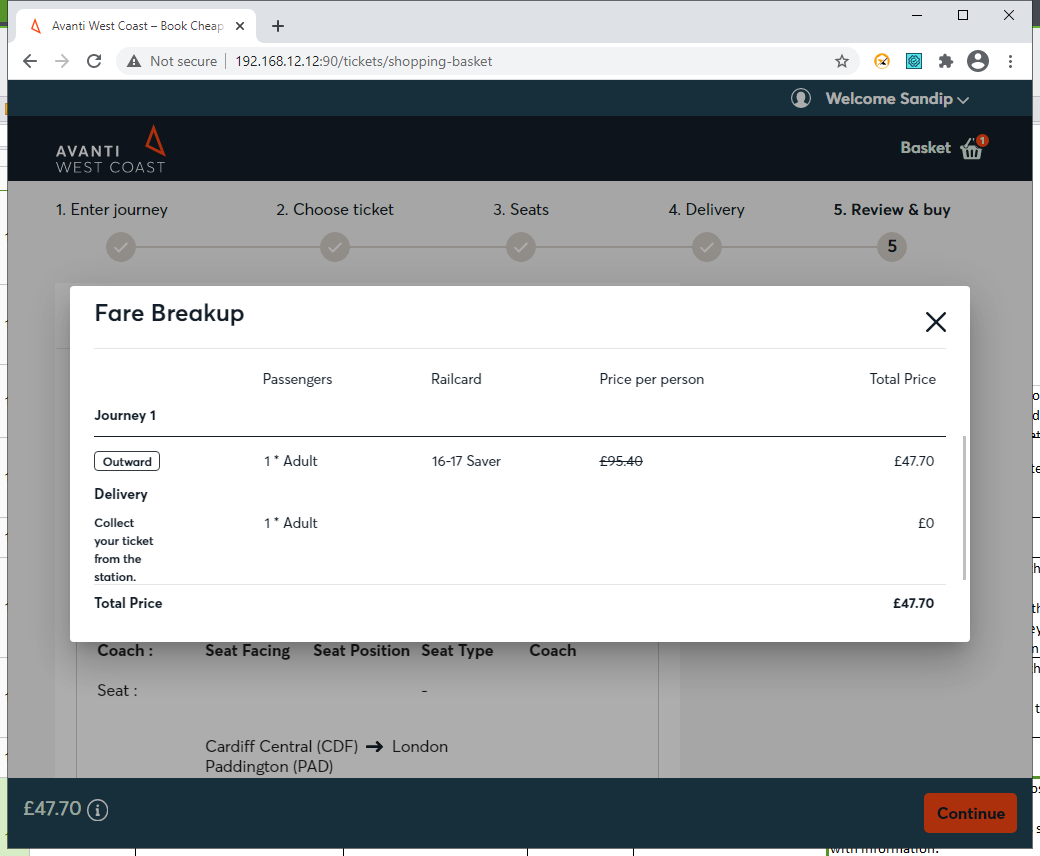 Avanti West Coast – Book Cheap
Not secure 192.168.12.12:90/tickets/shopping-basket
Welcome Sandip
AVANTI
WEST COAST
Basket 1
1. Enter journey 2. Choose ticket 3. Seats 4. Delivery 5. Review & buy
5
Fare Breakup
Passengers Railcard Price per person Total Price
Journey 1
Outward 1 * Adult 16-17 Saver £95.40 £47.70
Delivery
Collect 1 * Adult £0
your ticket
from the
station.
Total Price £47.70
Coach : Seat Facing Seat Position Seat Type Coach
Seat : -
Cardiff Central (CDF) ➔ London
Paddington (PAD)
£47.70 Continue
with information.